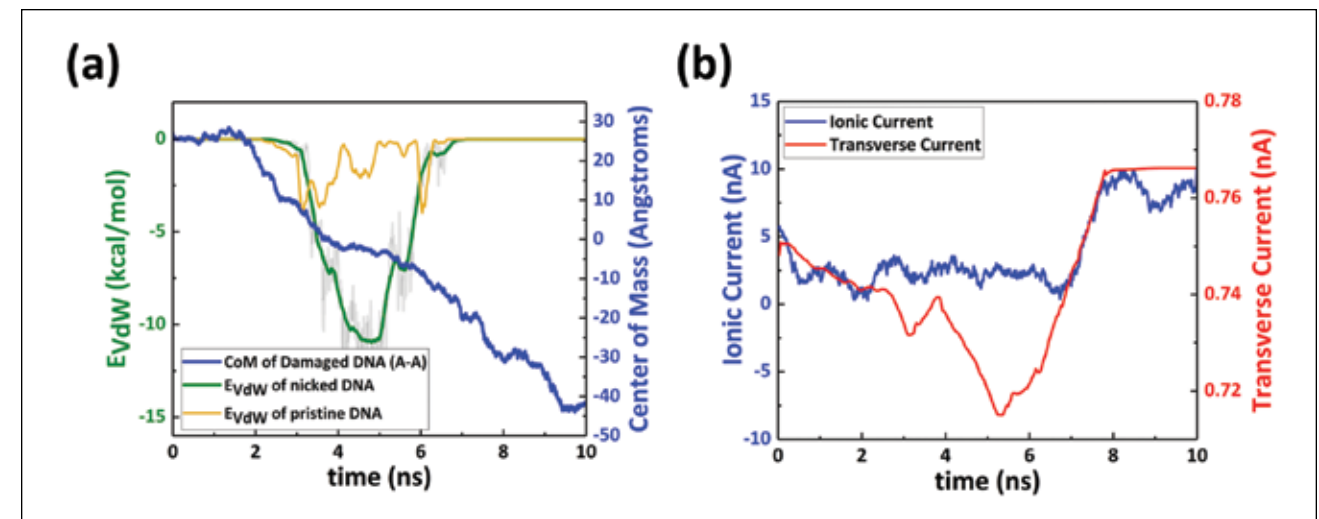 (a)
0
-5
-10
-15
EVdW (kcal/mol)
30
20
10
0
-10
-20
-30
-40
-50
Center of Mass (Angstroms)
CoM of Damaged DNA (A-A)
EVdW of nicked DNA
EVdW of pristine DNA
0 2 4 6 8 10
time (ns)
(b)
15
10
5
0
-5
-10
Ionic Current (nA)
Ionic Current
Transverse Current
0.78
0.76
0.74
0.72
Transverse Current (nA)
0 2 4 6 8 10
time (ns)